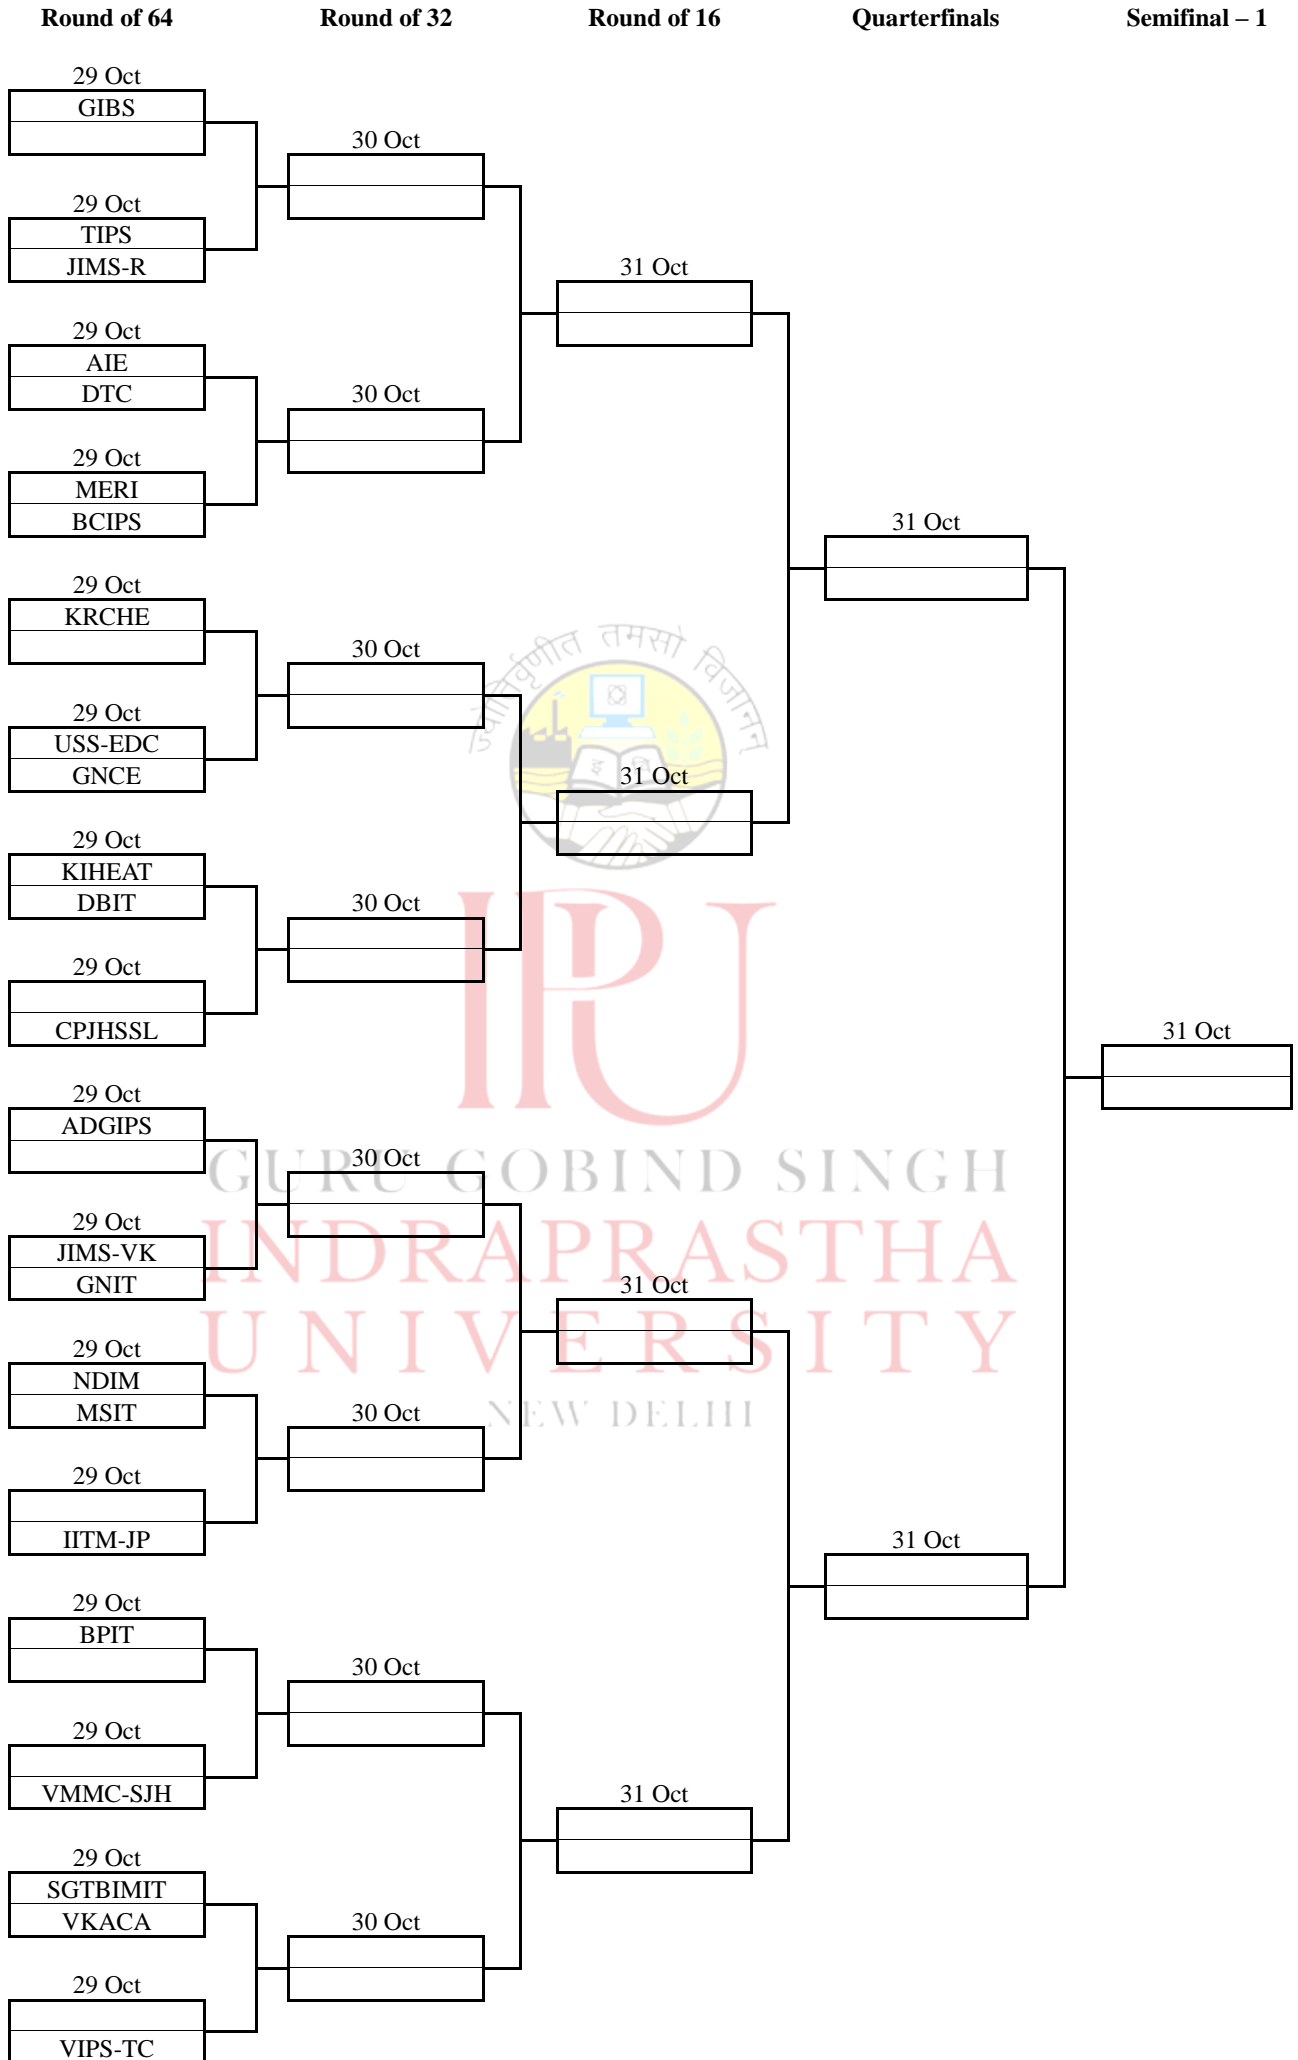 Round of 64
Round of 32
Round of 16
Quarterfinals
Semifinal – 1
29 Oct
GIBS
29 Oct
TIPS
JIMS-R
29 Oct
AIE
DTC
29 Oct
MERI
BCIPS
29 Oct
KRCHE
29 Oct
USS-EDC
GNCE
29 Oct
KIHEAT
DBIT
29 Oct
CPJHSSL
29 Oct
ADGIPS
29 Oct
JIMS-VK
GNIT
29 Oct
NDIM
MSIT
29 Oct
IITM-JP
29 Oct
BPIT
29 Oct
VMMC-SJH
29 Oct
SGTBIMIT
VKACA
29 Oct
VIPS-TC
30 Oct
30 Oct
30 Oct
30 Oct
30 Oct
30 Oct
30 Oct
30 Oct
31 Oct
31 Oct
31 Oct
31 Oct
31 Oct
31 Oct
31 Oct
तमसो
IPU
GURU GOBIND SINGH
INDRAPRASTHA
UNIVERSITY
NEW DELHI